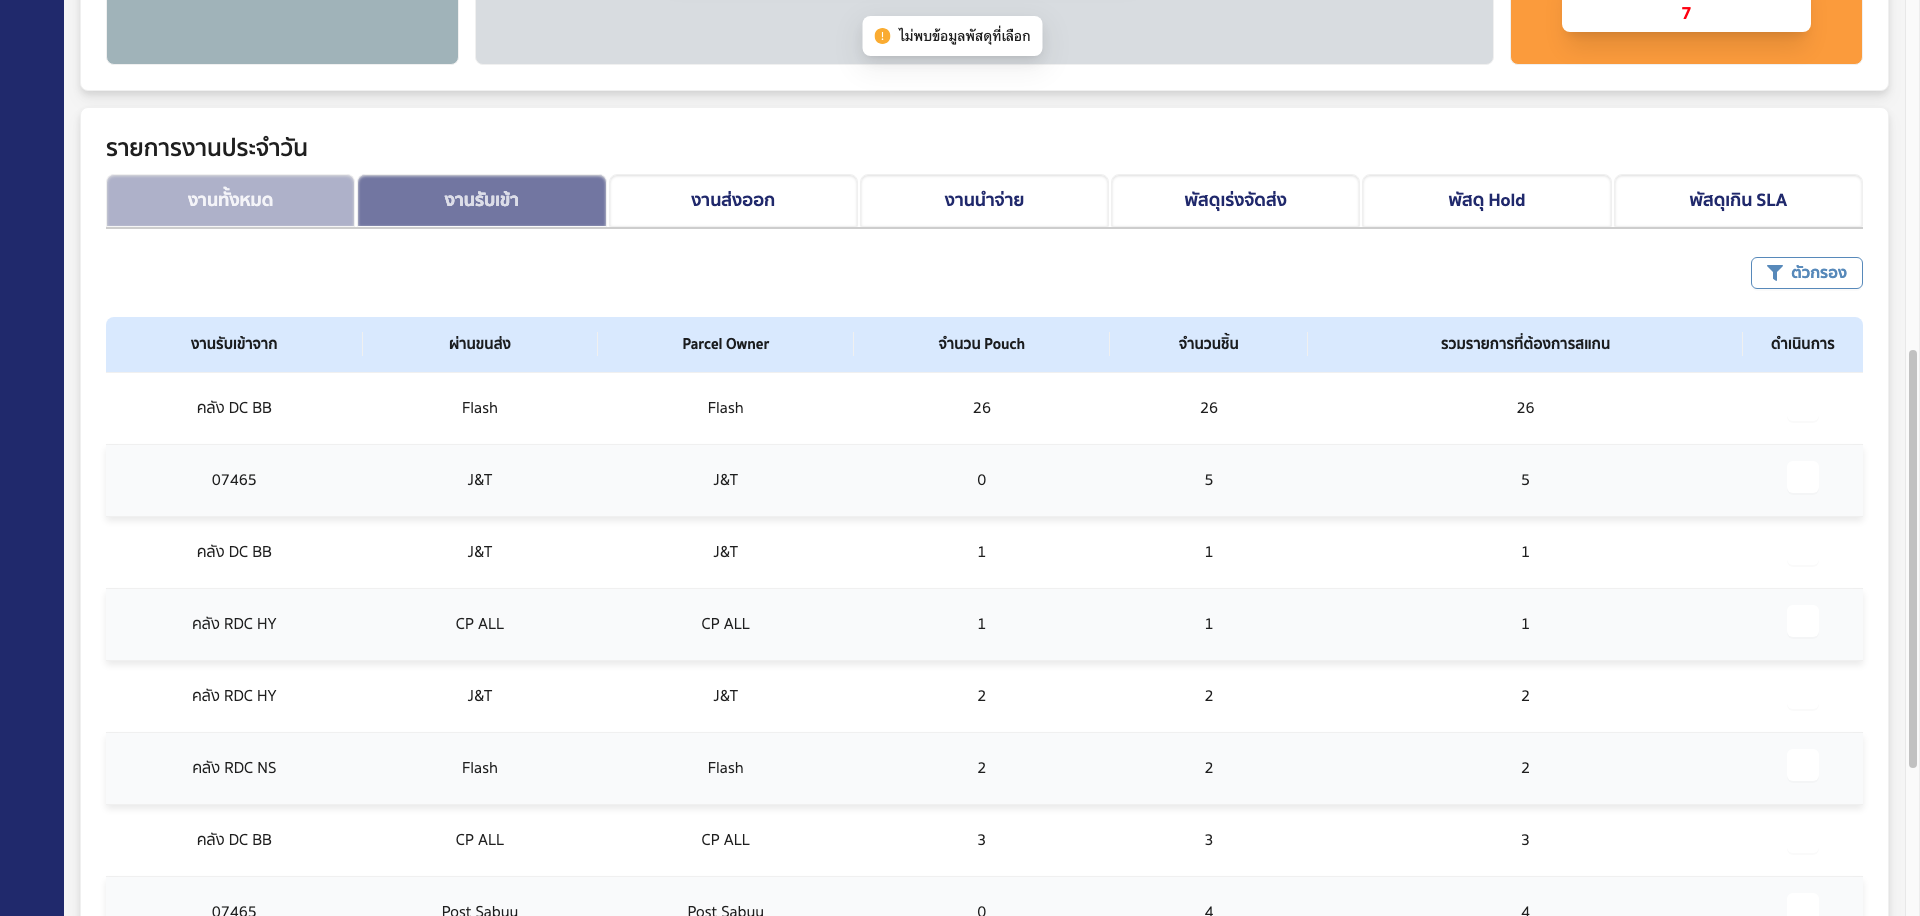 7
ไม่พบข้อมูลพัสดุที่เลือก
รายการงานประจำวัน
งานทั้งหมด งานรับเข้า งานส่งออก งานนำจ่าย พัสดุเร่งจัดส่ง พัสดุ Hold พัสดุเกิน SLA
ตัวกรอง
งานรับเข้าจาก ผ่านขนส่ง Parcel Owner จำนวน Pouch จำนวนชิ้น รวมรายการที่ต้องการสแกน ดำเนินการ
คลัง DC BB Flash Flash 26 26 26
07465 J&T J&T 0 5 5
คลัง DC BB J&T J&T 1 1 1
คลัง RDC HY CP ALL CP ALL 1 1 1
คลัง RDC HY J&T J&T 2 2 2
คลัง RDC NS Flash Flash 2 2 2
คลัง DC BB CP ALL CP ALL 3 3 3
07465 Post Sabuy Post Sabuy 0 4 4